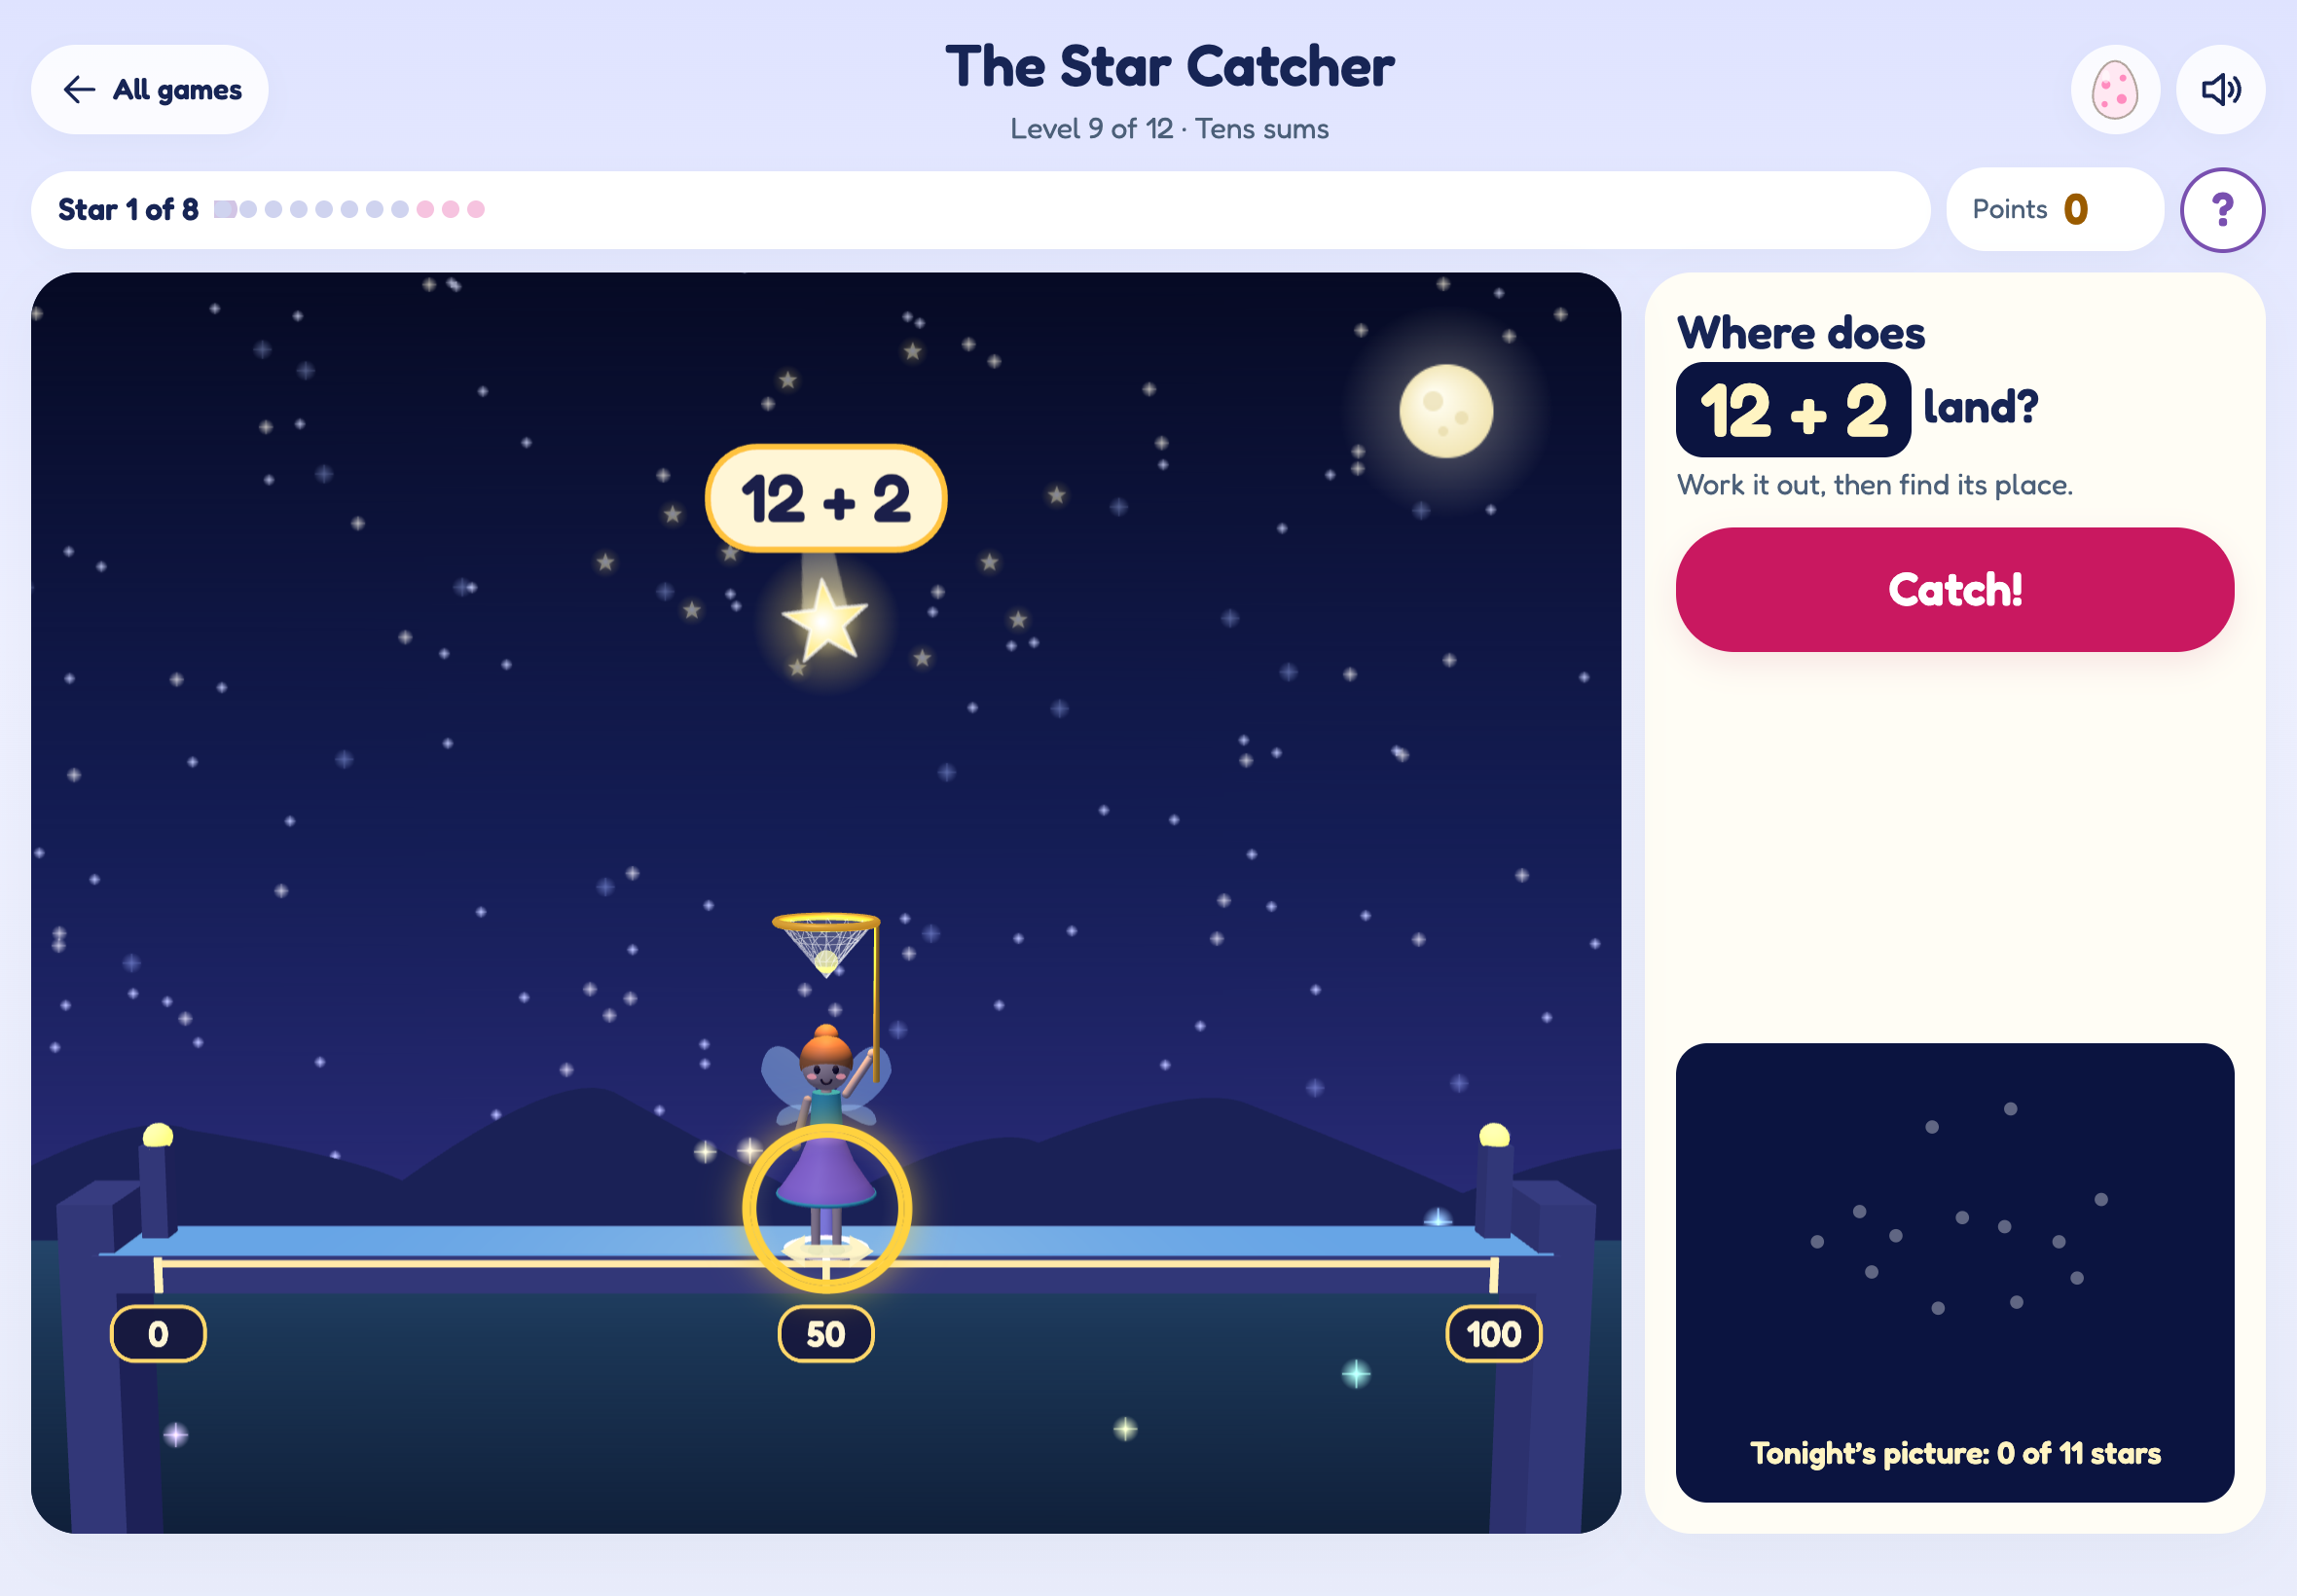 All games
The Star Catcher
Level 9 of 12 · Tens sums
Star 1 of 8
Points 0
?
12 + 2
0
50
100
Where does
12 + 2 land?
Work it out, then find its place.
Catch!
Tonight's picture: 0 of 11 stars